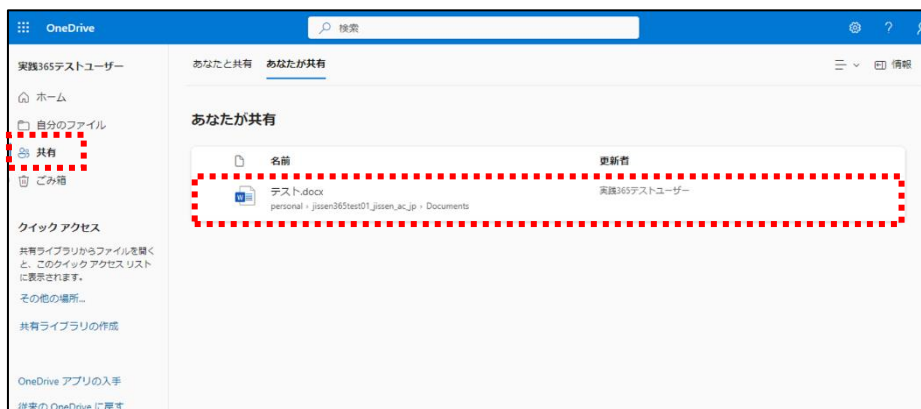 OneDrive
検索
?
実践365テストユーザー
あなたと共有 あなたが共有
情報
ホーム
自分のファイル
共有
ごみ箱
あなたが共有
名前 更新者
テスト.docx 実践365テストユーザー
personal › jissen365test01_jissen_ac_jp › Documents
クイック アクセス
共有ライブラリからファイルを開く
と、このクイック アクセス リスト
に表示されます。
その他の場所...
共有ライブラリの作成
OneDrive アプリの入手
従来の OneDrive に戻す